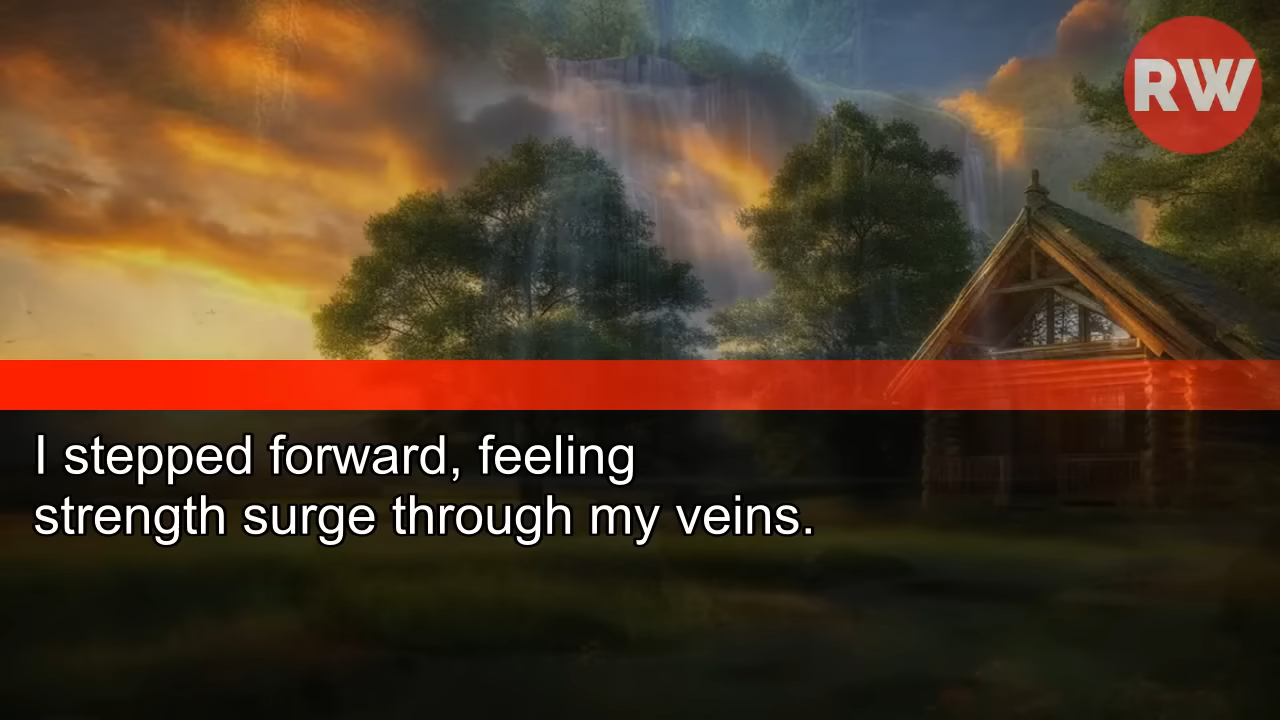 RW
I stepped forward, feeling
strength surge through my veins.